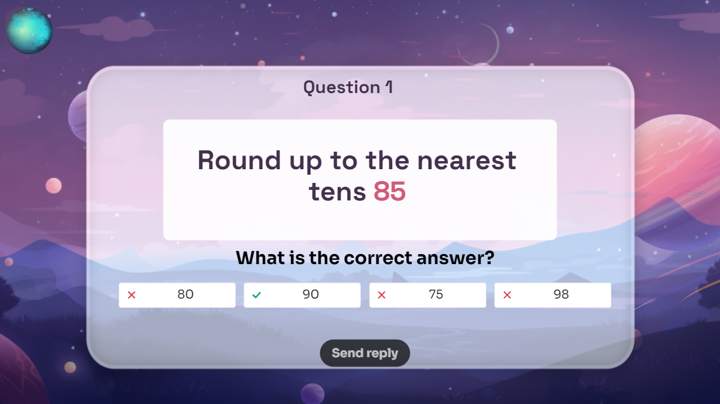 Question 1
Round up to the nearest
tens 85
What is the correct answer?
80
90
75
98
Send reply